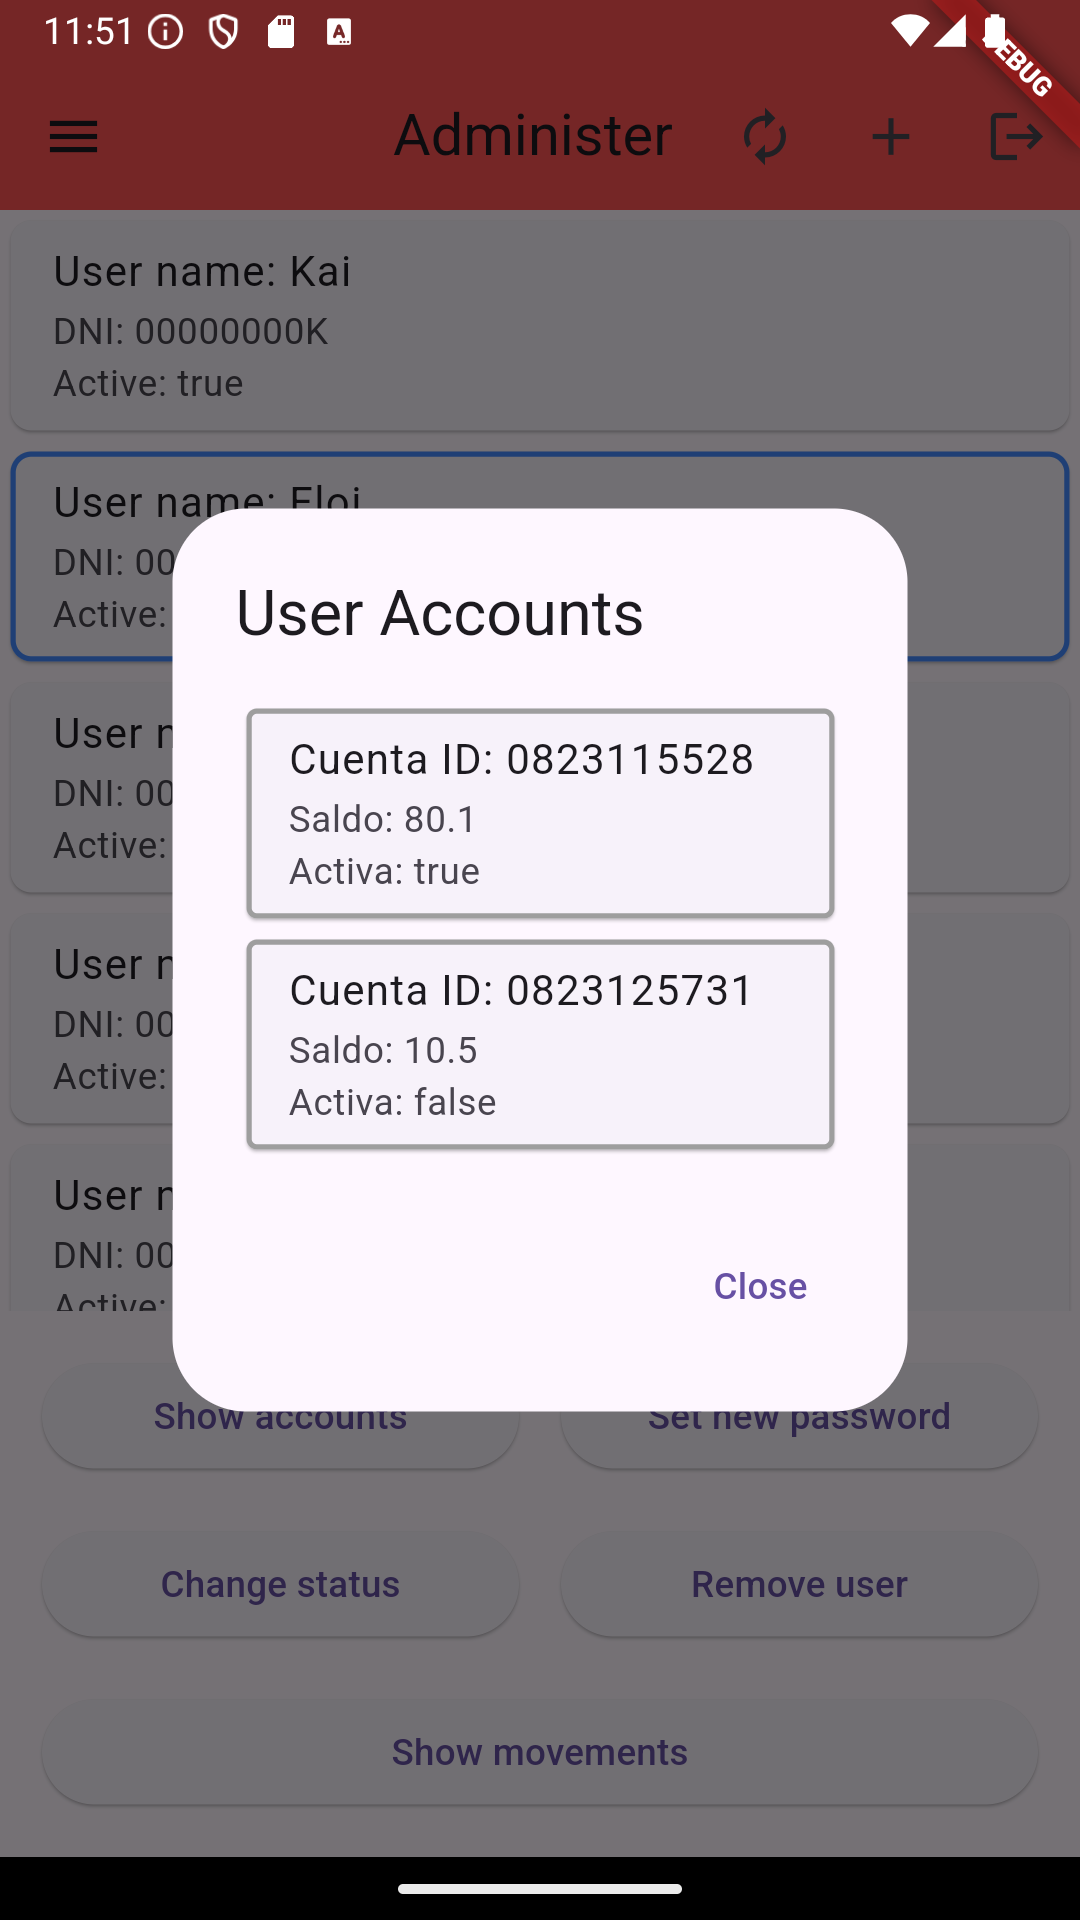 11:51
DEBUG
Administer
User name: Kai
DNI: 00000000K
Active: true
User name: Eloi
DNI: 00
Active:
User Accounts
Cuenta ID: 0823115528
Saldo: 80.1
Activa: true
Cuenta ID: 0823125731
Saldo: 10.5
Activa: false
Close
User n
DNI: 00
Active:
User n
DNI: 00
Active:
User n
DNI: 00
Active:
Show accounts
Set new password
Change status
Remove user
Show movements